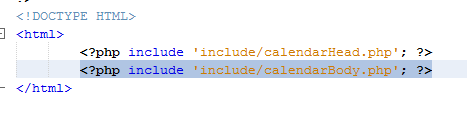 <!DOCTYPE HTML>
<html>
<?php include 'include/calendarHead.php'; ?>
<?php include 'include/calendarBody.php'; ?>
</html>